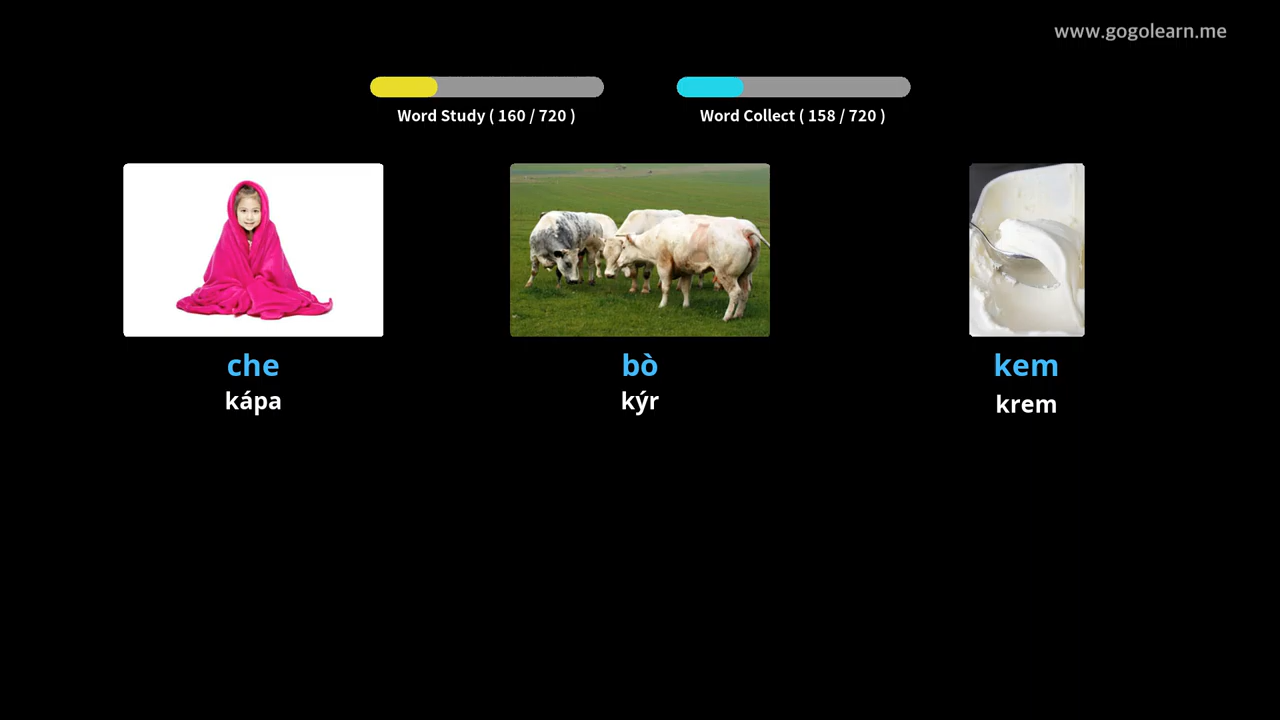 www.gogolearn.me
Word Study ( 160 / 720 )
Word Collect ( 158 / 720 )
che
kápa
bò
kýr
kem
krem